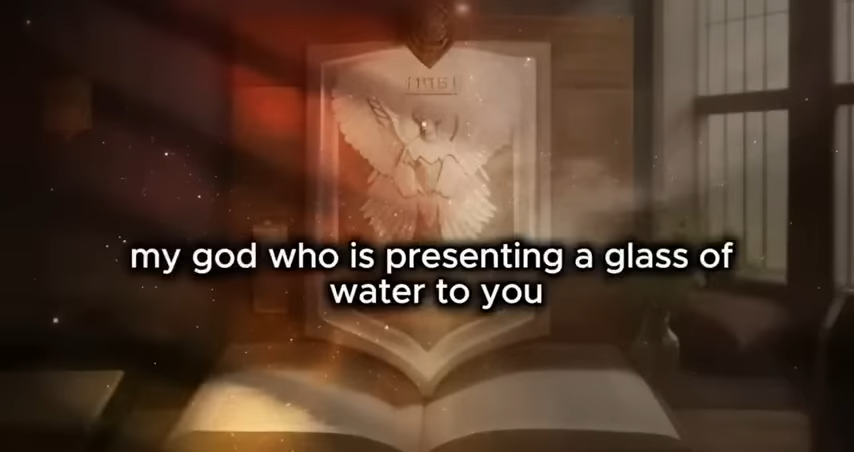 my god who is presenting a glass of
water to you